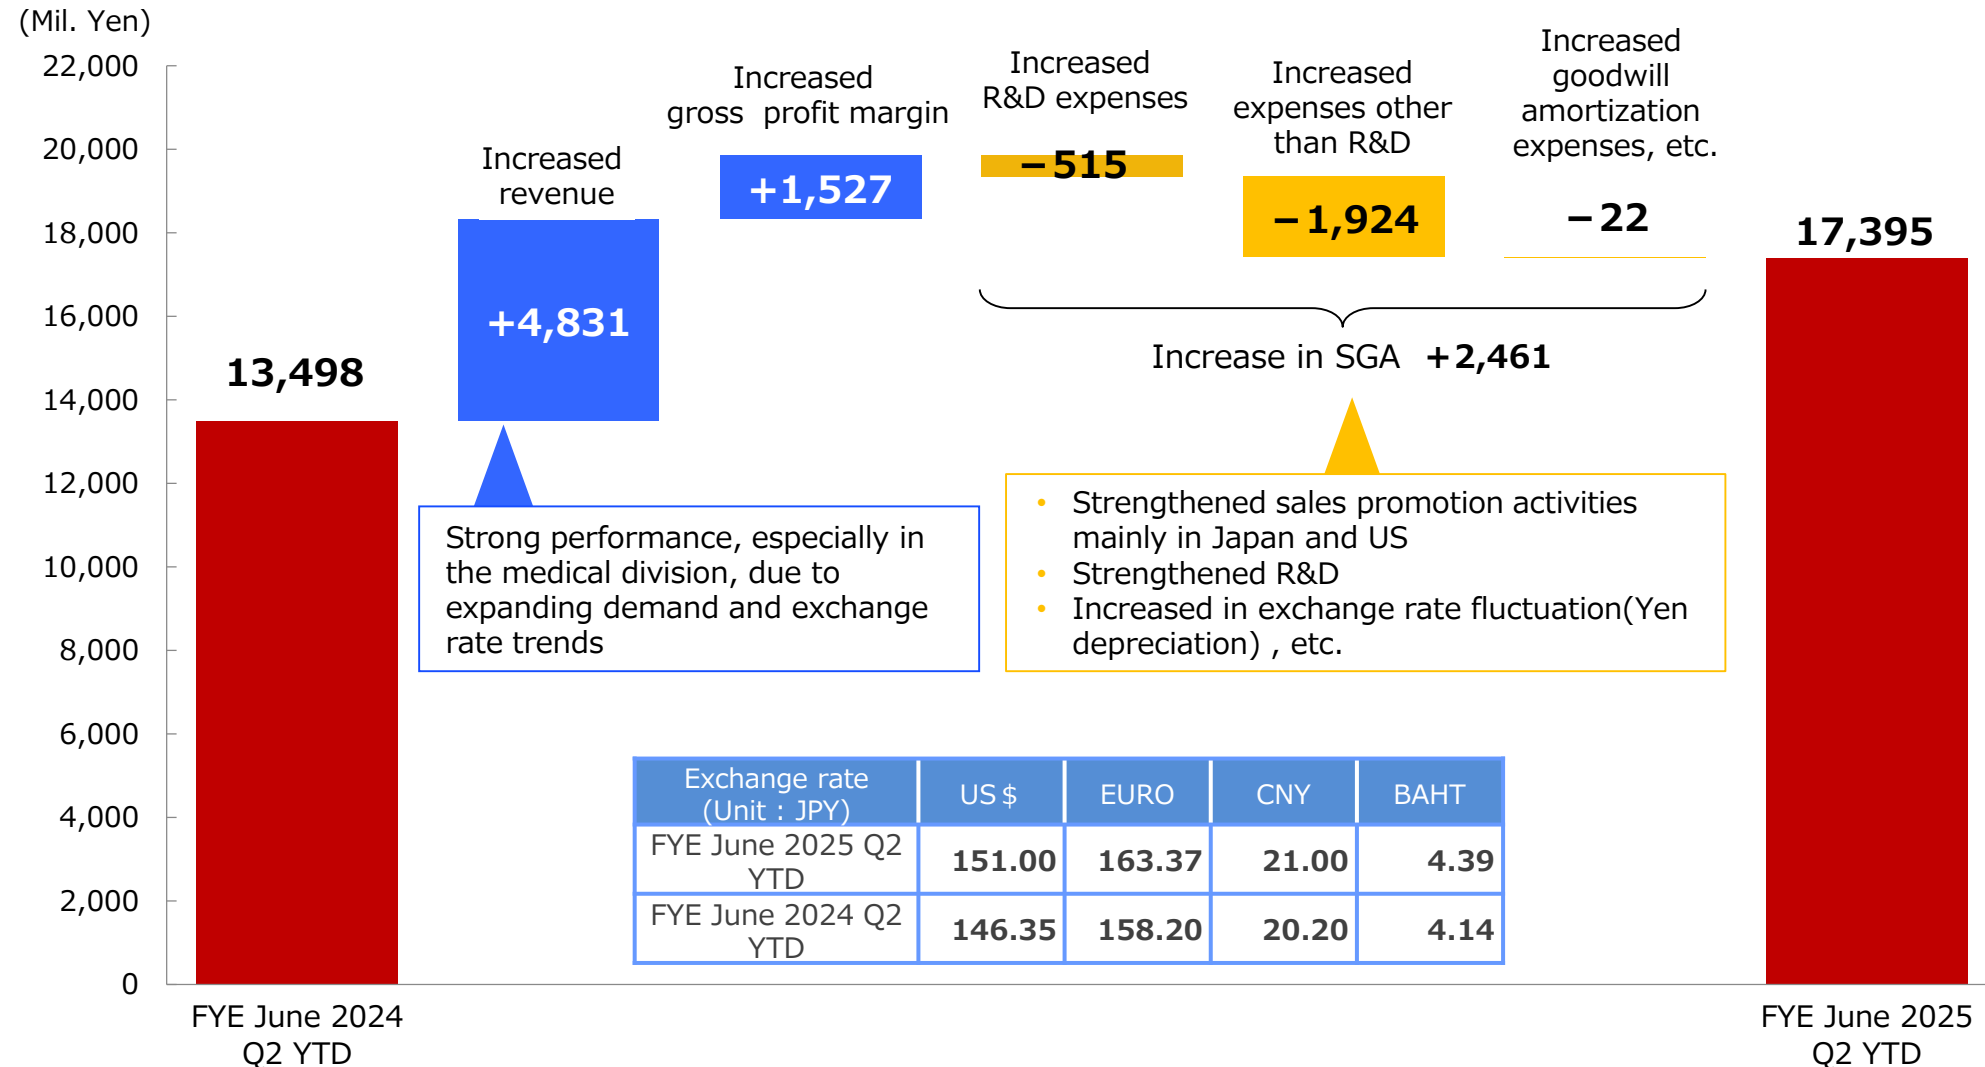 (Mil. Yen)
22,000
20,000
18,000
16,000
14,000
12,000
10,000
8,000
6,000
4,000
2,000
0
13,498
FYE June 2024
Q2 YTD
Increased
revenue
+4,831
Increased
gross profit margin
+1,527
Increased
R&D expenses
−515
Increased
expenses other
than R&D
−1,924
Increased
goodwill
amortization
expenses, etc.
−22
17,395
FYE June 2025
Q2 YTD
Increase in SGA +2,461
Strong performance, especially in
the medical division, due to
expanding demand and exchange
rate trends
• Strengthened sales promotion activities
mainly in Japan and US
• Strengthened R&D
• Increased in exchange rate fluctuation(Yen
depreciation) , etc.
Exchange rate
(Unit : JPY)
US$ EURO CNY BAHT
FYE June 2025 Q2
YTD
151.00 163.37 21.00 4.39
FYE June 2024 Q2
YTD
146.35 158.20 20.20 4.14